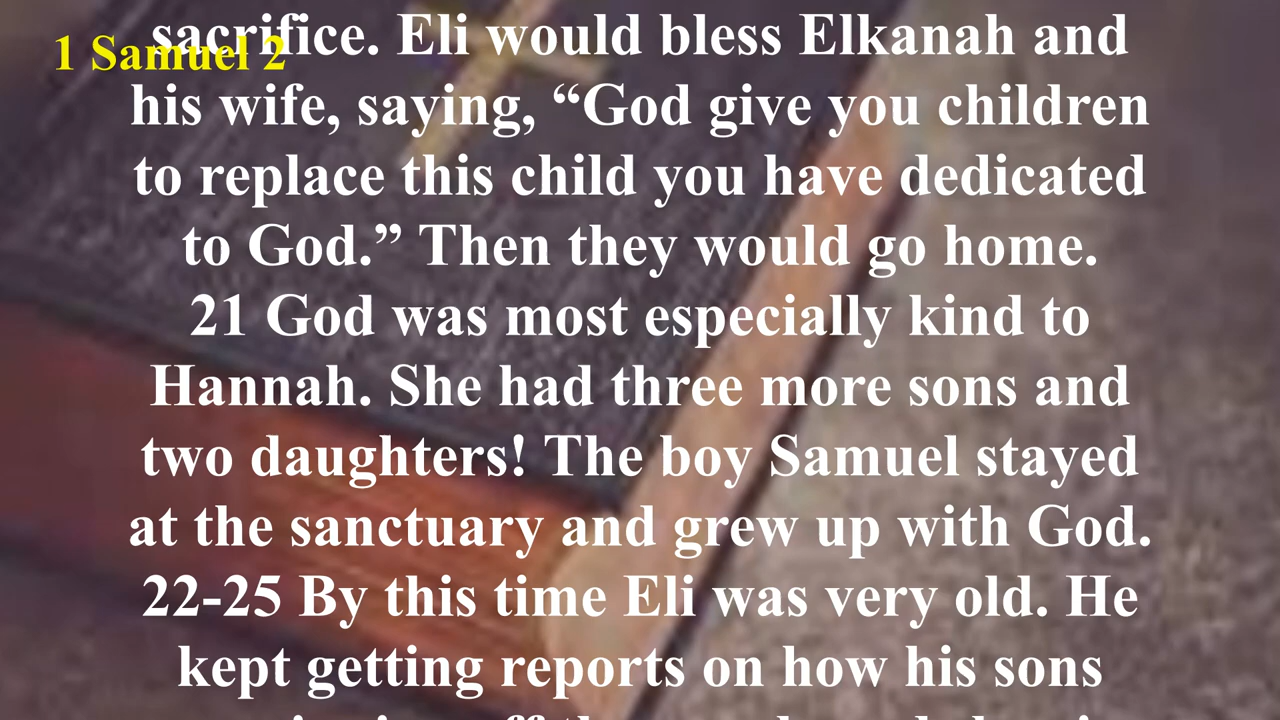 1 Samuel 2
sacrifice. Eli would bless Elkanah and
his wife, saying, “God give you children
to replace this child you have dedicated
to God.” Then they would go home.
21 God was most especially kind to
Hannah. She had three more sons and
two daughters! The boy Samuel stayed
at the sanctuary and grew up with God.
22-25 By this time Eli was very old. He
kept getting reports on how his sons